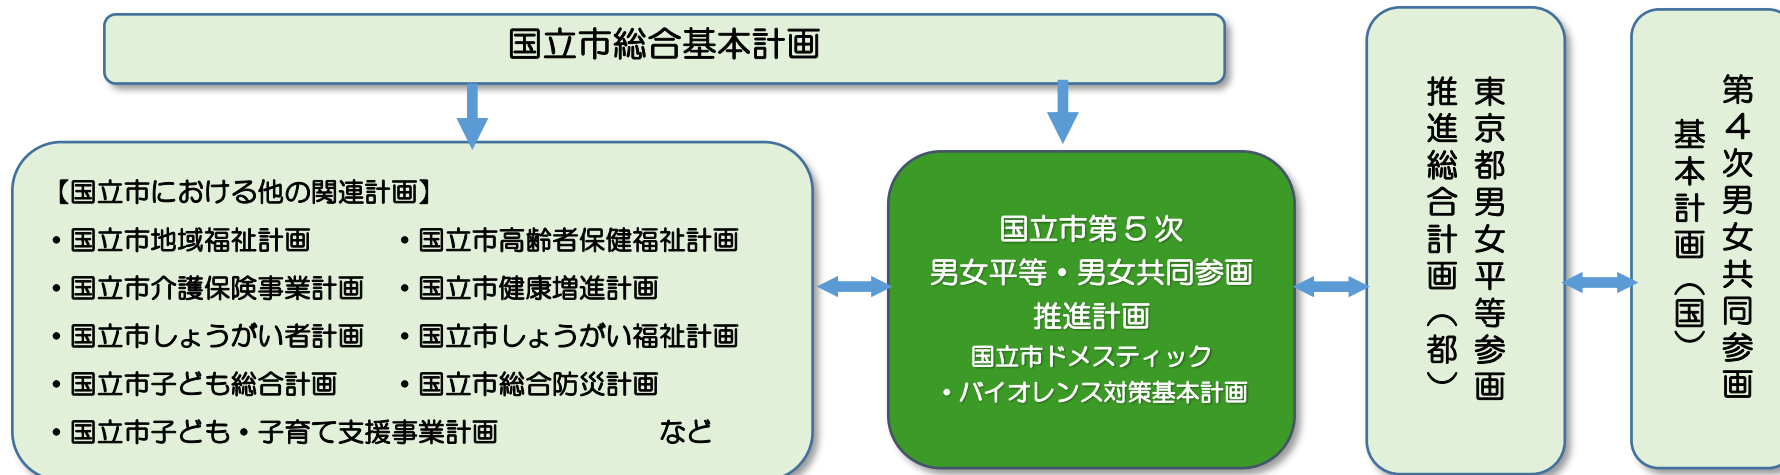 国立市総合基本計画
【国立市における他の関連計画】
・国立市地域福祉計画　・国立市高齢者保健福祉計画
・国立市介護保険事業計画　・国立市健康増進計画
・国立市しょうがい者計画　・国立市しょうがい福祉計画
・国立市子ども総合計画　・国立市総合防災計画
・国立市子ども・子育て支援事業計画　など
国立市第５次
男女平等・男女共同参画
推進計画
国立市ドメスティック
・バイオレンス対策基本計画
東京都男女平等参画
推進総合計画（都）
第４次男女共同参画
基本計画（国）